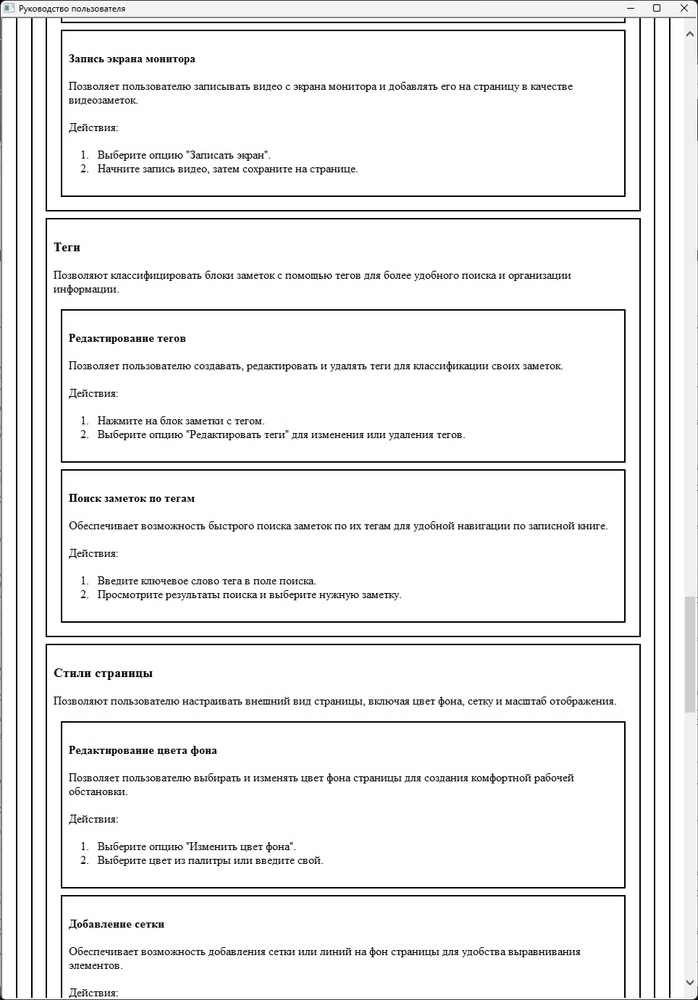 Руководство пользователя
Запись экрана монитора
Позволяет пользователю записывать видео с экрана монитора и добавлять его на страницу в качестве
видеозаметок.
Действия:
1. Выберите опцию "Записать экран".
2. Начните запись видео, затем сохраните на странице.
Теги
Позволяют классифицировать блоки заметок с помощью тегов для более удобного поиска и организации
информации.
Редактирование тегов
Позволяет пользователю создавать, редактировать и удалять теги для классификации своих заметок.
Действия:
1. Нажмите на блок заметки с тегом.
2. Выберите опцию "Редактировать теги" для изменения или удаления тегов.
Поиск заметок по тегам
Обеспечивает возможность быстрого поиска заметок по их тегам для удобной навигации по записной книге.
Действия:
1. Введите ключевое слово тега в поле поиска.
2. Просмотрите результаты поиска и выберите нужную заметку.
Стили страницы
Позволяют пользователю настраивать внешний вид страницы, включая цвет фона, сетку и масштаб отображения.
Редактирование цвета фона
Позволяет пользователю выбирать и изменять цвет фона страницы для создания комфортной рабочей
обстановки.
Действия:
1. Выберите опцию "Изменить цвет фона".
2. Выберите цвет из палитры или введите свой.
Добавление сетки
Обеспечивает возможность добавления сетки или линий на фон страницы для удобства выравнивания
элементов.
Действия: